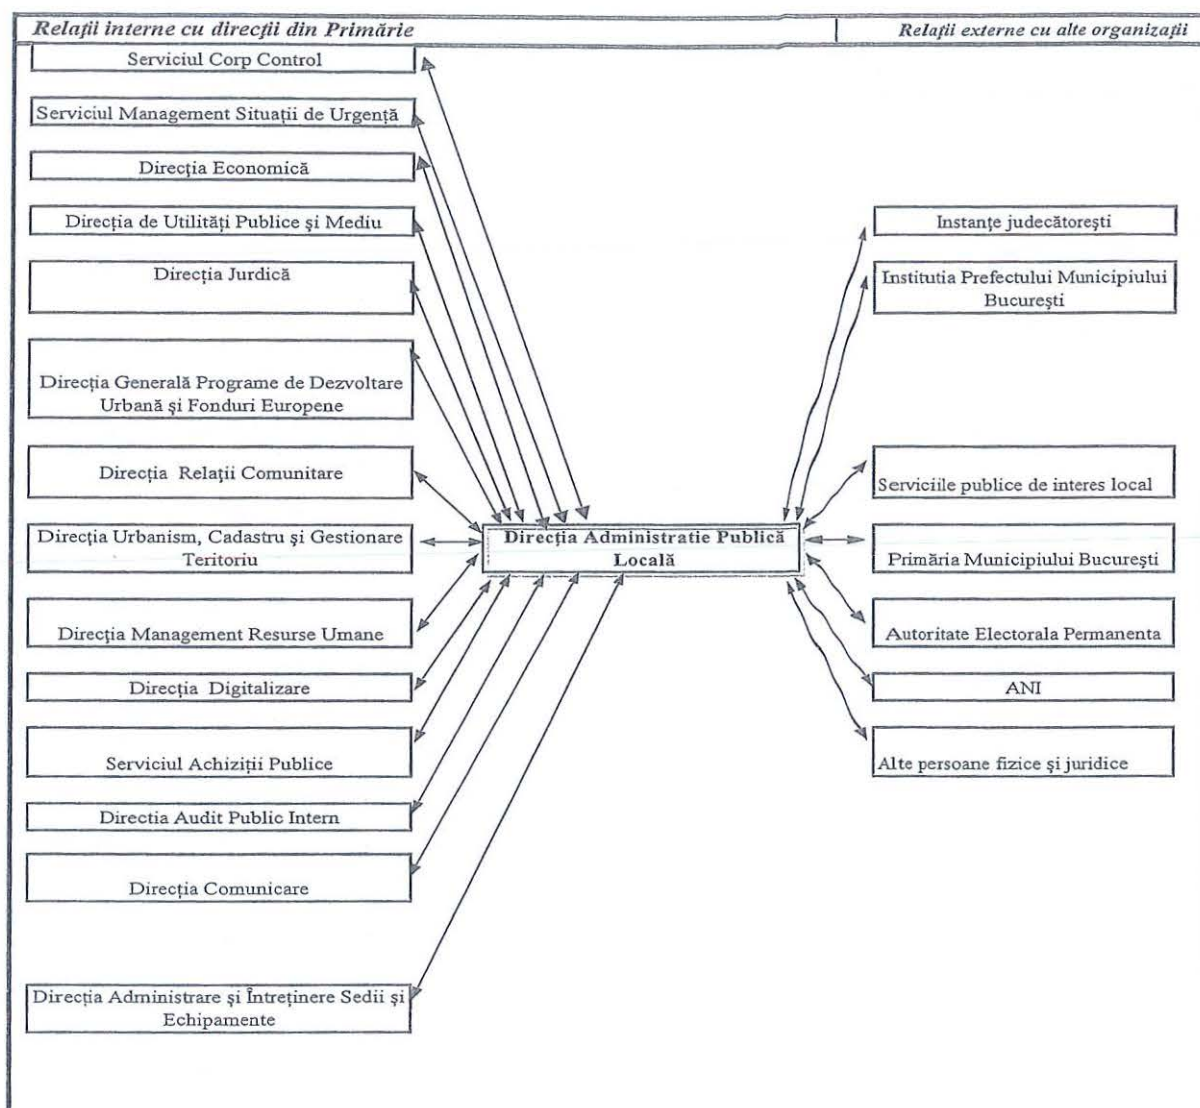 Relații interne cu direcții din Primărie
Relații externe cu alte organizații
Serviciul Corp Control
Serviciul Management Situații de Urgență
Direcția Economică
Direcția de Utilități Publice și Mediu
Direcția Jurdică
Direcția Generală Programe de Dezvoltare
Urbană și Fonduri Europene
Direcția Relații Comunitare
Direcția Urbanism, Cadastru și Gestionare
Teritoriu
Direcția Management Resurse Umane
Direcția Digitalizare
Serviciul Achiziții Publice
Directia Audit Public Intern
Direcția Comunicare
Direcția Administrare și Întreținere Sedii și
Echipamente
Direcția Administratie Publică
Locală
Instanțe judecătorești
Institutia Prefectului Municipiului
București
Serviciile publice de interes local
Primăria Municipiului București
Autoritate Electorala Permanenta
ANI
Alte persoane fizice și juridice